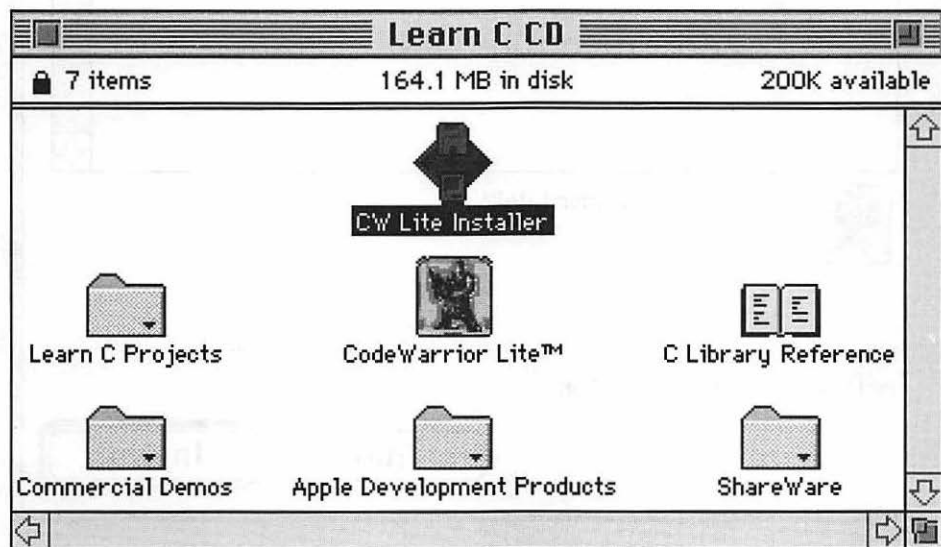 Learn C CD
7 items 164.1 MB in disk 200K available
CW Lite Installer
Learn C Projects CodeWarrior Lite™ C Library Reference
Commercial Demos Apple Development Products ShareWare